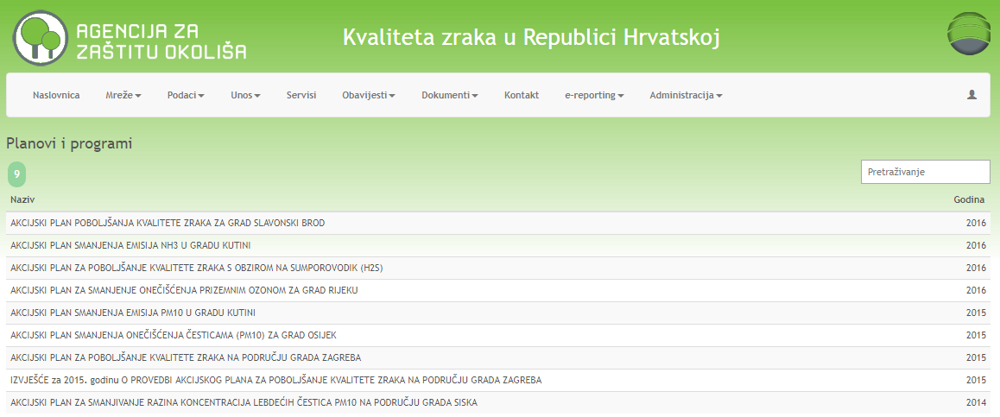 AGENCIJA ZA
ZAŠTITU OKOLIŠA
Kvaliteta zraka u Republici Hrvatskoj
Naslovnica Mreže Podaci Unos Servisi Obavijesti Dokumenti Kontakt e-reporting Administracija
Planovi i programi
9 Pretraživanje
Naziv Godina
AKCIJSKI PLAN POBOLJŠANJA KVALITETE ZRAKA ZA GRAD SLAVONSKI BROD 2016
AKCIJSKI PLAN SMANJENJA EMISIJA NH3 U GRADU KUTINI 2016
AKCIJSKI PLAN ZA POBOLJŠANJE KVALITETE ZRAKA S OBZIROM NA SUMPOROVODIK (H2S) 2016
AKCIJSKI PLAN ZA SMANJENJE ONEČIŠĆENJA PRIZEMNIM OZONOM ZA GRAD RIJEKU 2016
AKCIJSKI PLAN SMANJENJA EMISIJA PM10 U GRADU KUTINI 2015
AKCIJSKI PLAN SMANJENJA ONEČIŠĆENJA ČESTICAMA (PM10) ZA GRAD OSIJEK 2015
AKCIJSKI PLAN ZA POBOLJŠANJE KVALITETE ZRAKA NA PODRUČJU GRADA ZAGREBA 2015
IZVJEŠĆE za 2015. godinu O PROVEDBI AKCIJSKOG PLANA ZA POBOLJŠANJE KVALITETE ZRAKA NA PODRUČJU GRADA ZAGREBA 2015
AKCIJSKI PLAN ZA SMANJIVANJE RAZINA KONCENTRACIJA LEBDEĆIH ČESTICA PM10 NA PODRUČJU GRADA SISKA 2014